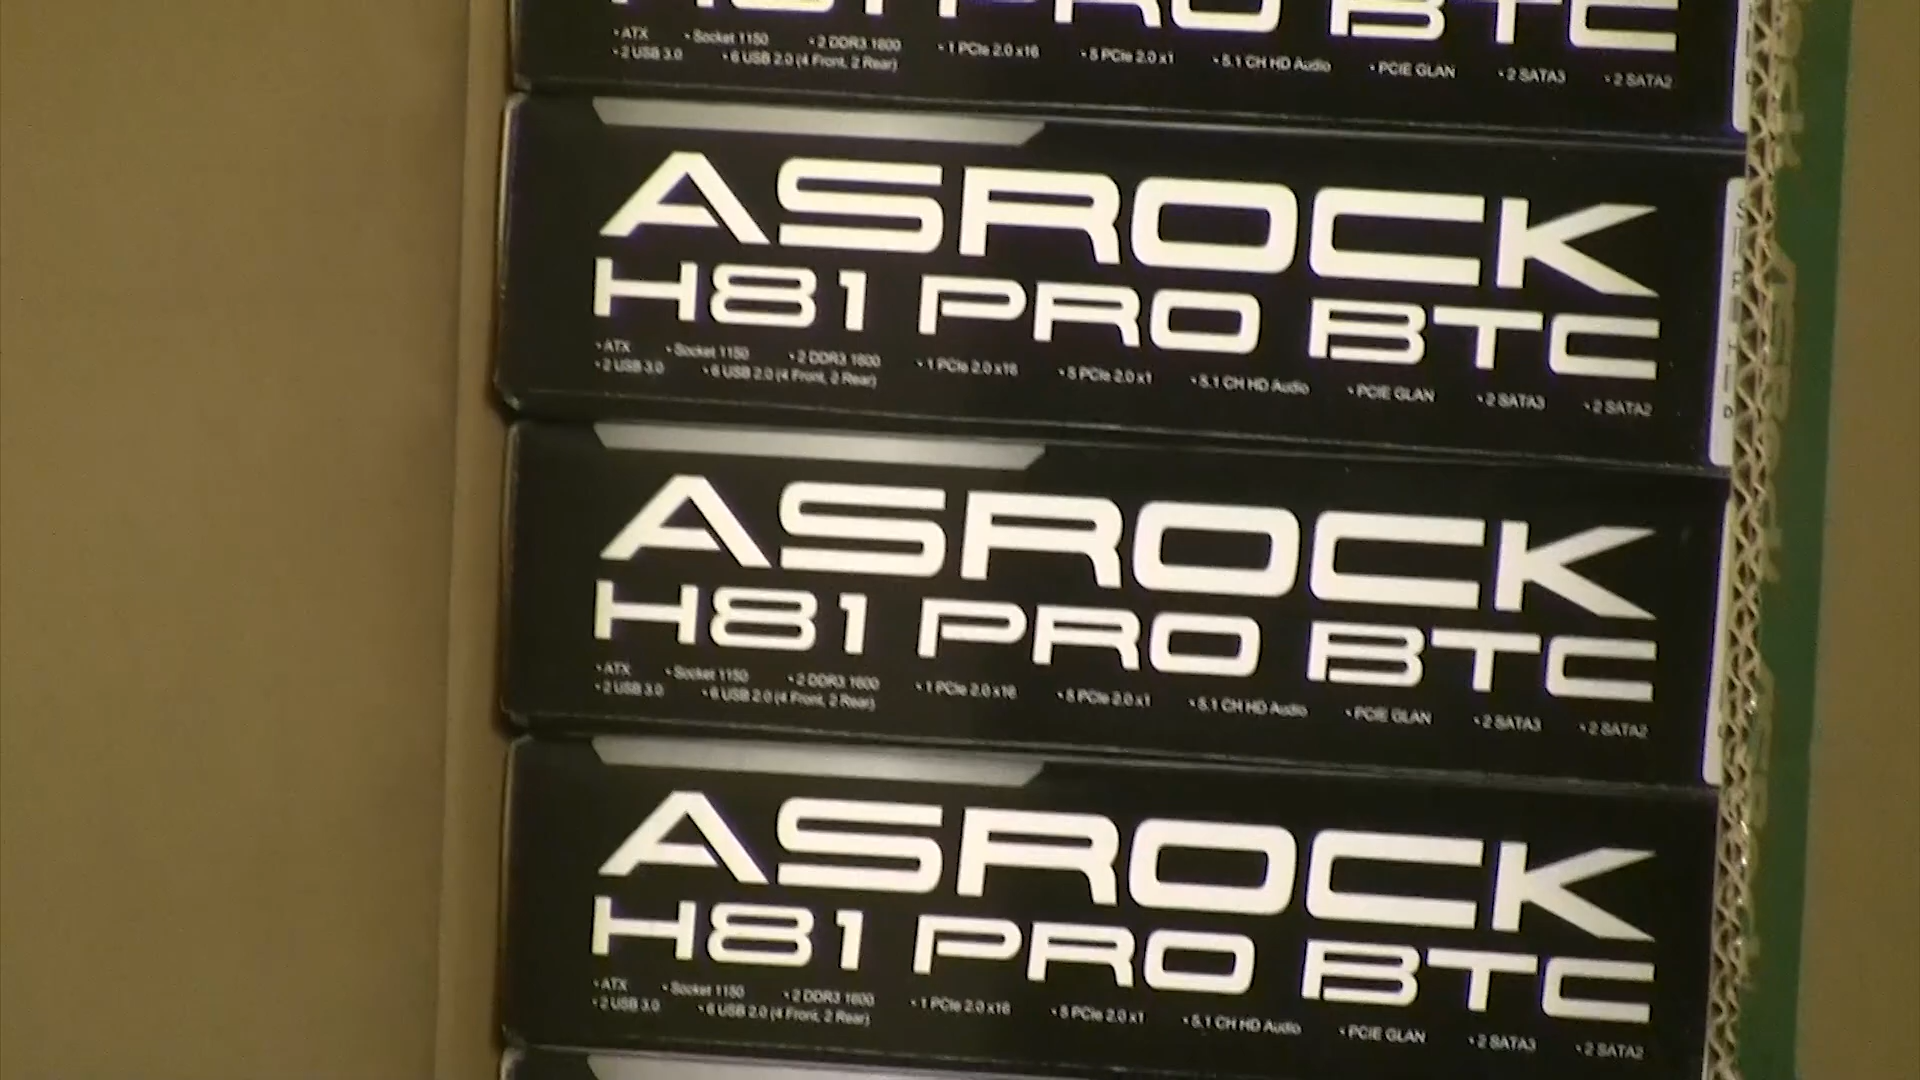 H81 PRO BTC
• ATX • Socket 1150 • 2 DDR3 1600 • 1 PCIe 2.0 x16 • 5 PCIe 2.0 x1 • 5.1 CH HD Audio • PCIE GLAN • 2 SATA3 • 2 SATA2
• 2 USB 3.0 • 6 USB 2.0 (4 Front, 2 Rear)
ASROCK
H81 PRO BTC
• ATX • Socket 1150 • 2 DDR3 1600 • 1 PCIe 2.0 x16 • 5 PCIe 2.0 x1 • 5.1 CH HD Audio • PCIE GLAN • 2 SATA3 • 2 SATA2
• 2 USB 3.0 • 6 USB 2.0 (4 Front, 2 Rear)
ASROCK
H81 PRO BTC
• ATX • Socket 1150 • 2 DDR3 1600 • 1 PCIe 2.0 x16 • 5 PCIe 2.0 x1 • 5.1 CH HD Audio • PCIE GLAN • 2 SATA3 • 2 SATA2
• 2 USB 3.0 • 6 USB 2.0 (4 Front, 2 Rear)
ASROCK
H81 PRO BTC
• ATX • Socket 1150 • 2 DDR3 1600 • 1 PCIe 2.0 x16 • 5 PCIe 2.0 x1 • 5.1 CH HD Audio • PCIE GLAN • 2 SATA3 • 2 SATA2
• 2 USB 3.0 • 6 USB 2.0 (4 Front, 2 Rear)